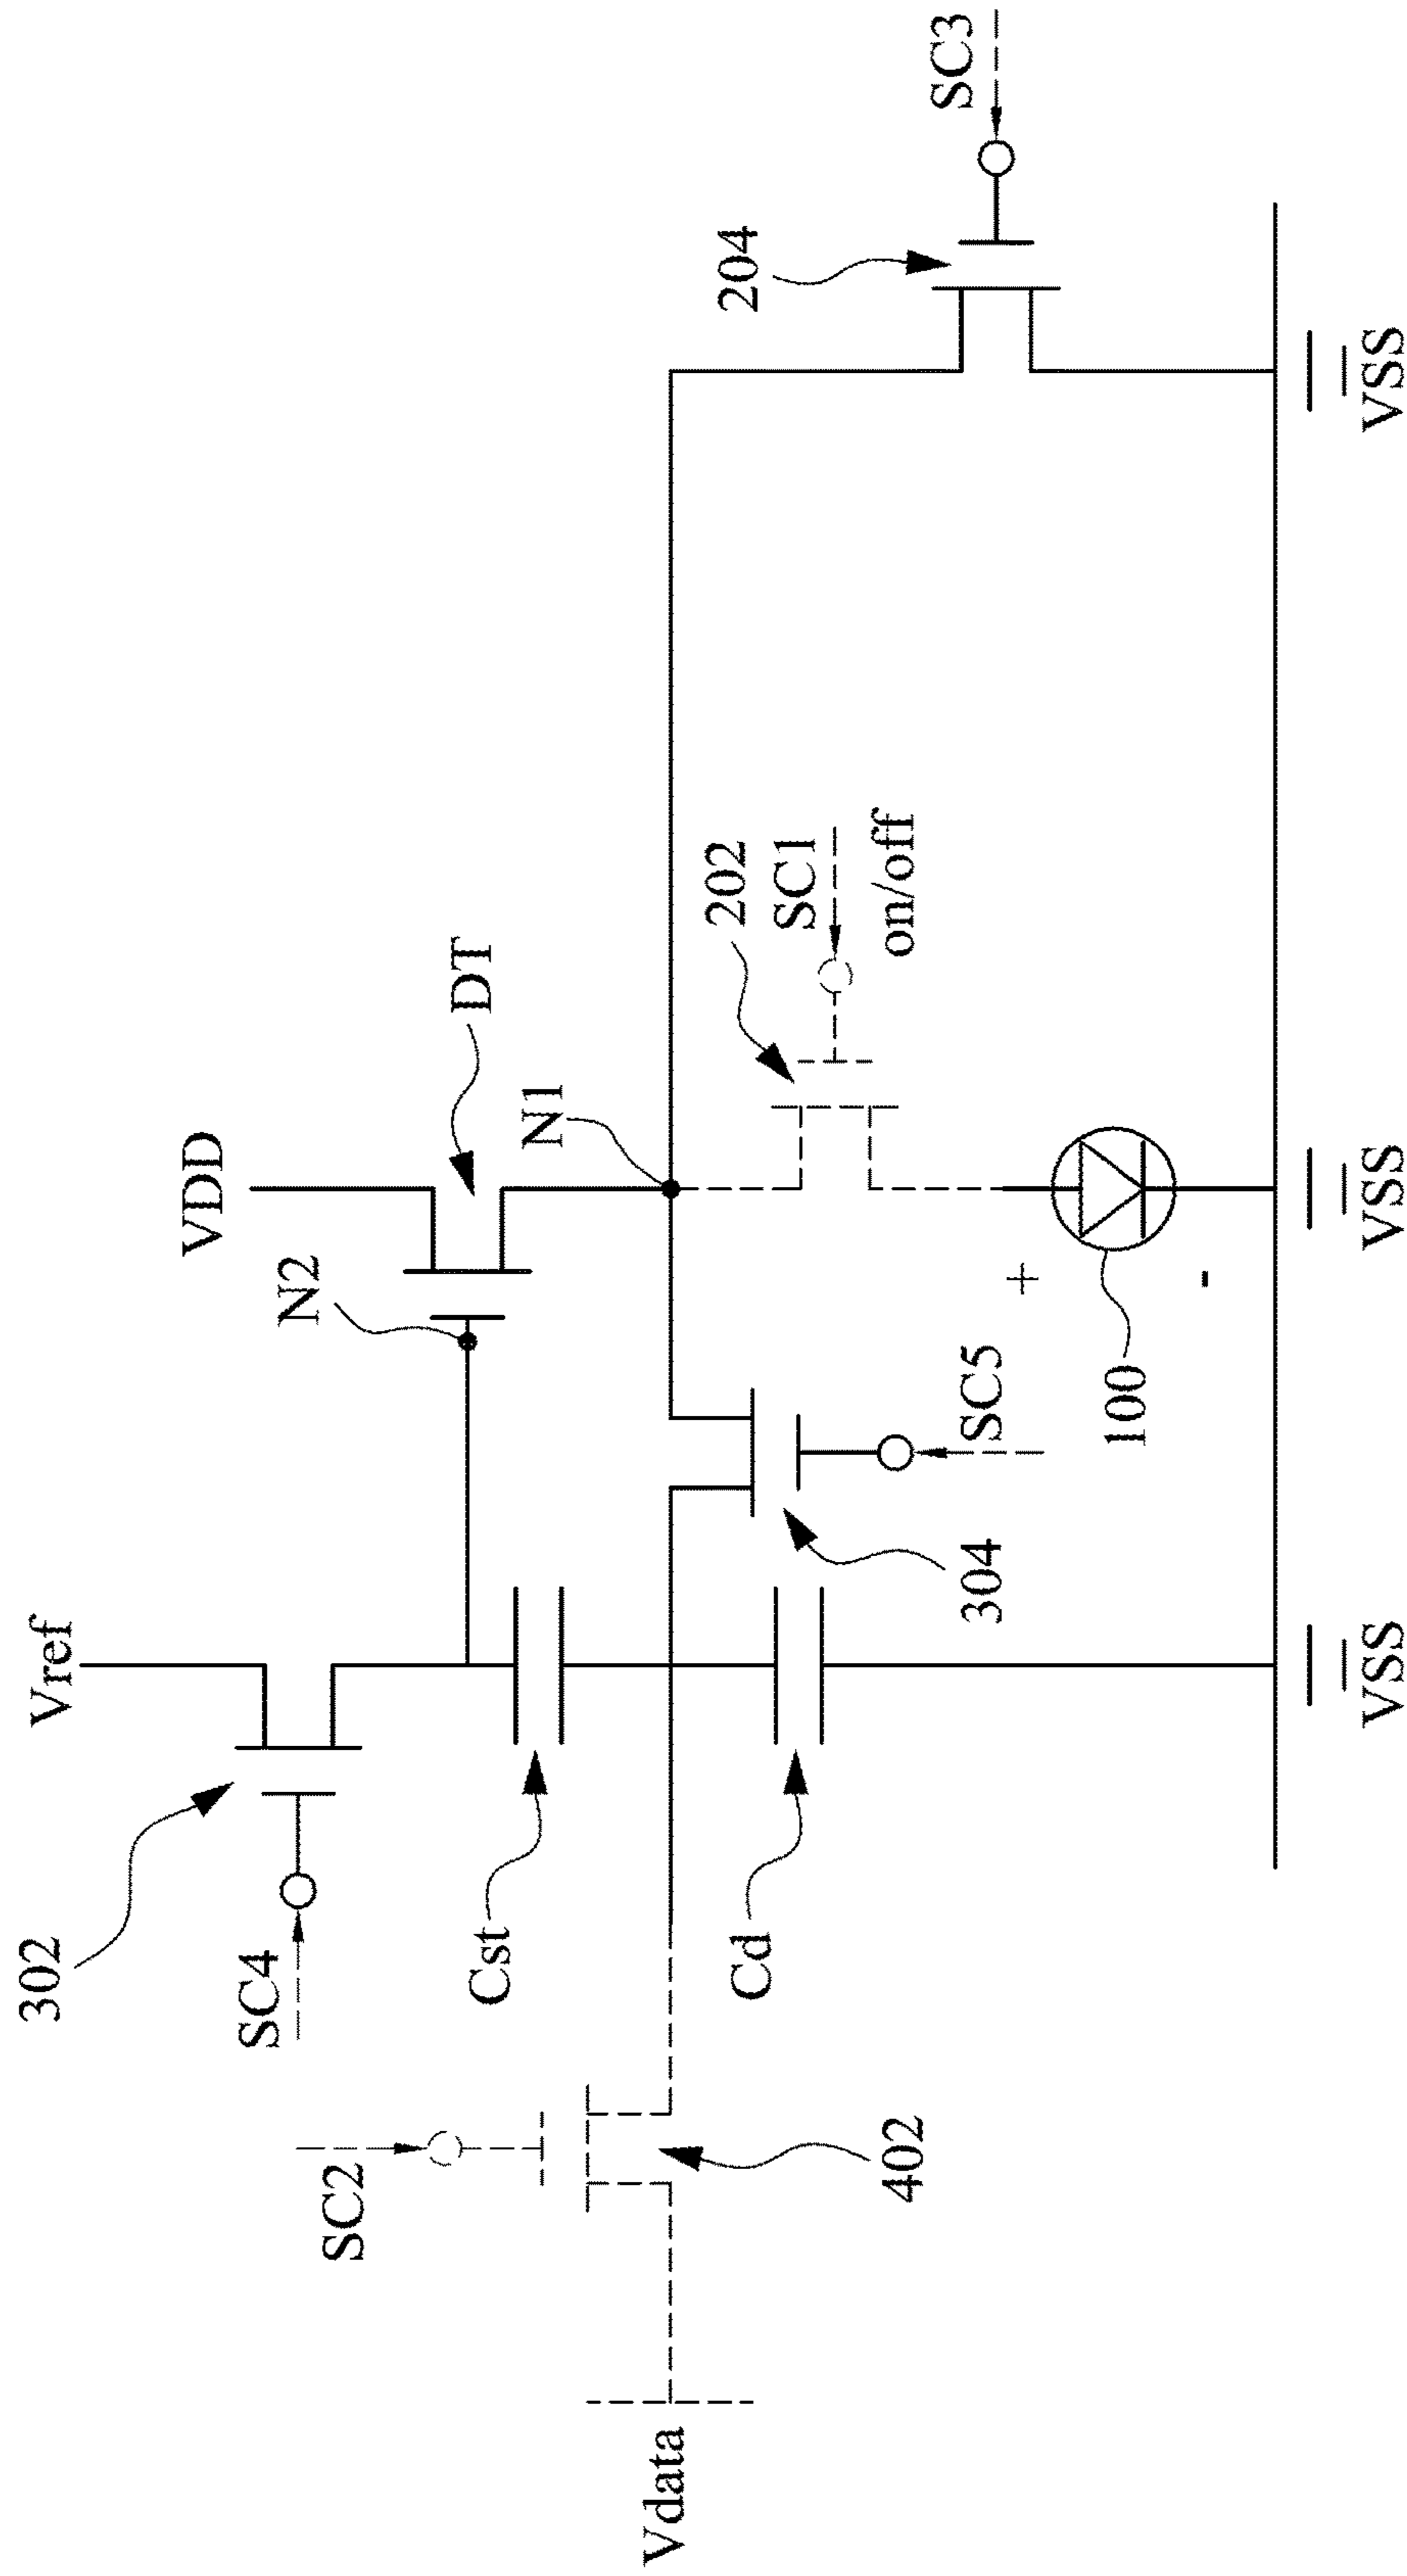 Vref
302
SC4
VDD
N2
DT
N1
SC2
Cst
Cd
402
Vdata
304
SC5
202
SC1
on/off
204
SC3
+
-
100
VSS
VSS
VSS